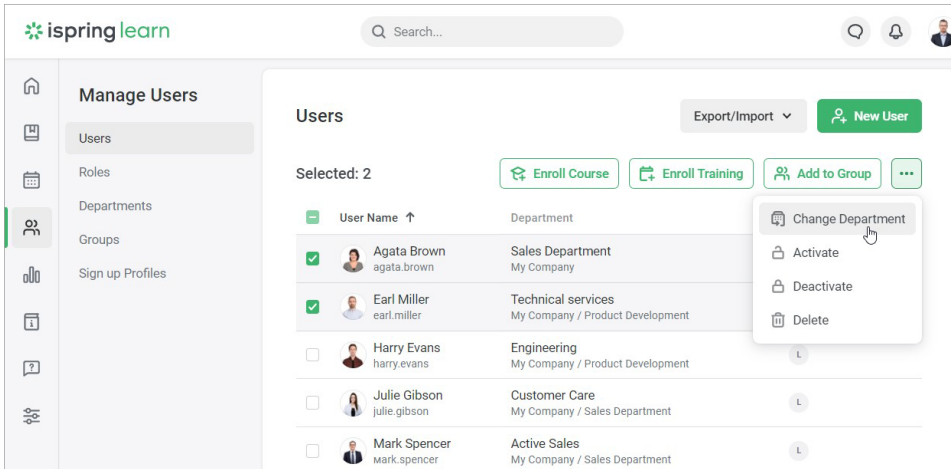 ispring learn
Search...
Manage Users
Users
Roles
Departments
Groups
Sign up Profiles
Users
Export/Import
New User
Selected: 2
Enroll Course
Enroll Training
Add to Group
...
User Name ↑
Department
Change Department
Activate
Deactivate
Delete
Agata Brown
agata.brown
Sales Department
My Company
Earl Miller
earl.miller
Technical services
My Company / Product Development
Harry Evans
harry.evans
Engineering
My Company / Product Development
L
Julie Gibson
julie.gibson
Customer Care
My Company / Sales Department
L
Mark Spencer
мark.spencer
Active Sales
My Company / Sales Department
L